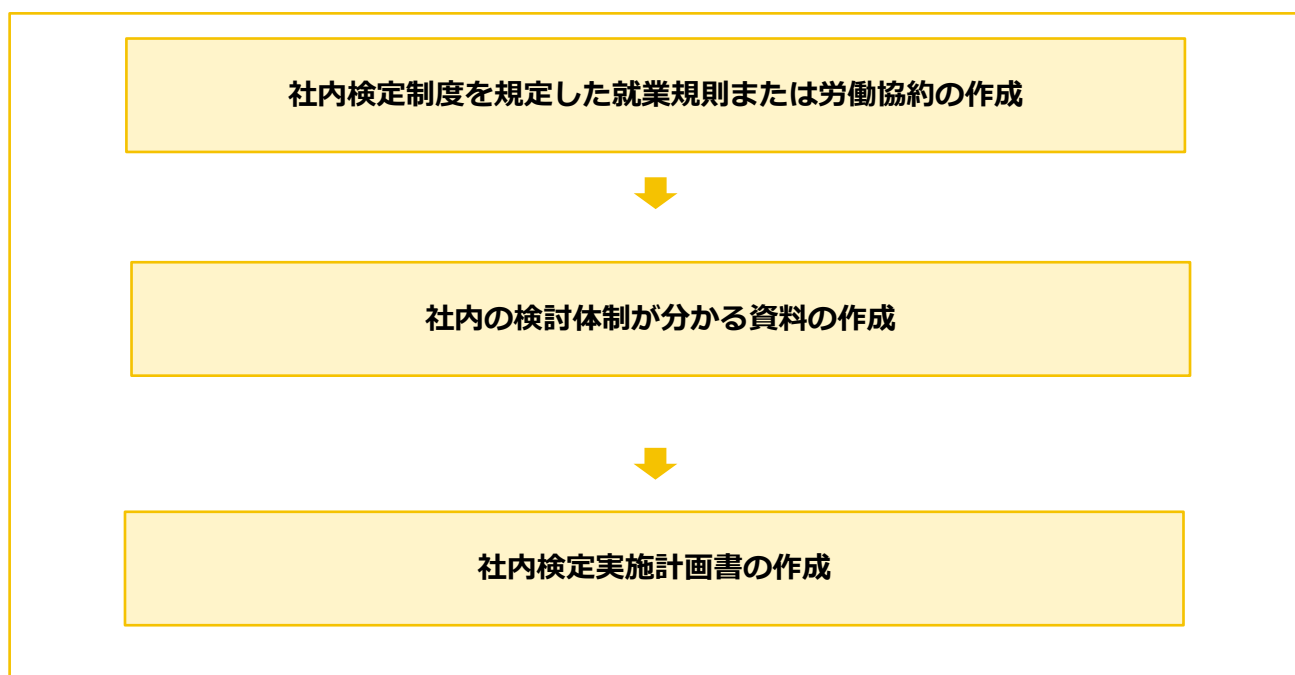 社内検定制度を規定した就業規則または労働協約の作成
社内の検討体制が分かる資料の作成
社内検定実施計画書の作成